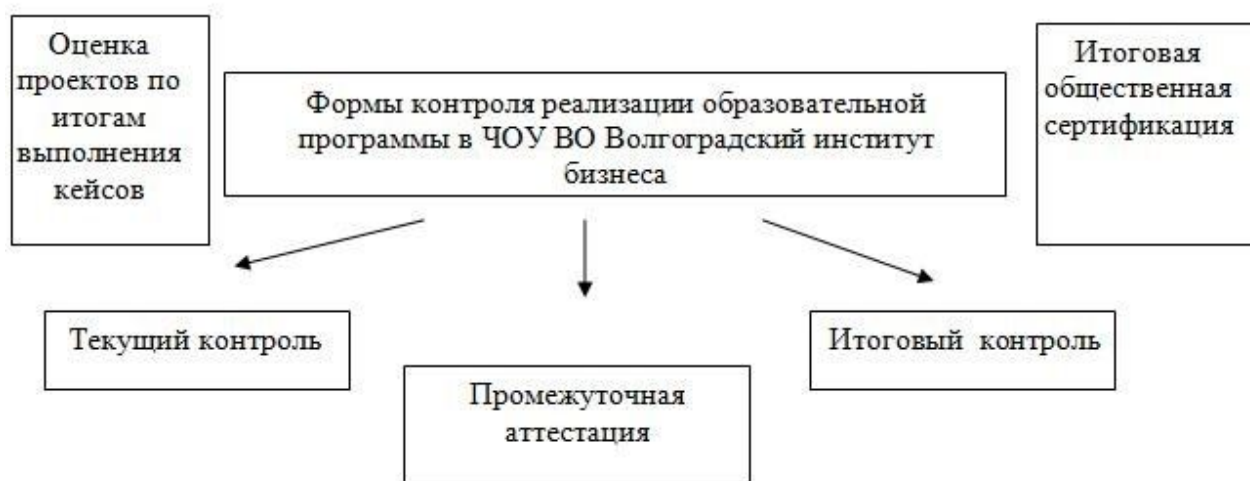 Оценка
проектов по
итогам
выполнения
кейсов
Формы контроля реализации образовательной
программы в ЧОУ ВО Волгоградский институт
бизнеса
Итоговая
общественная
сертификация
Текущий контроль
Промежуточная
аттестация
Итоговый контроль